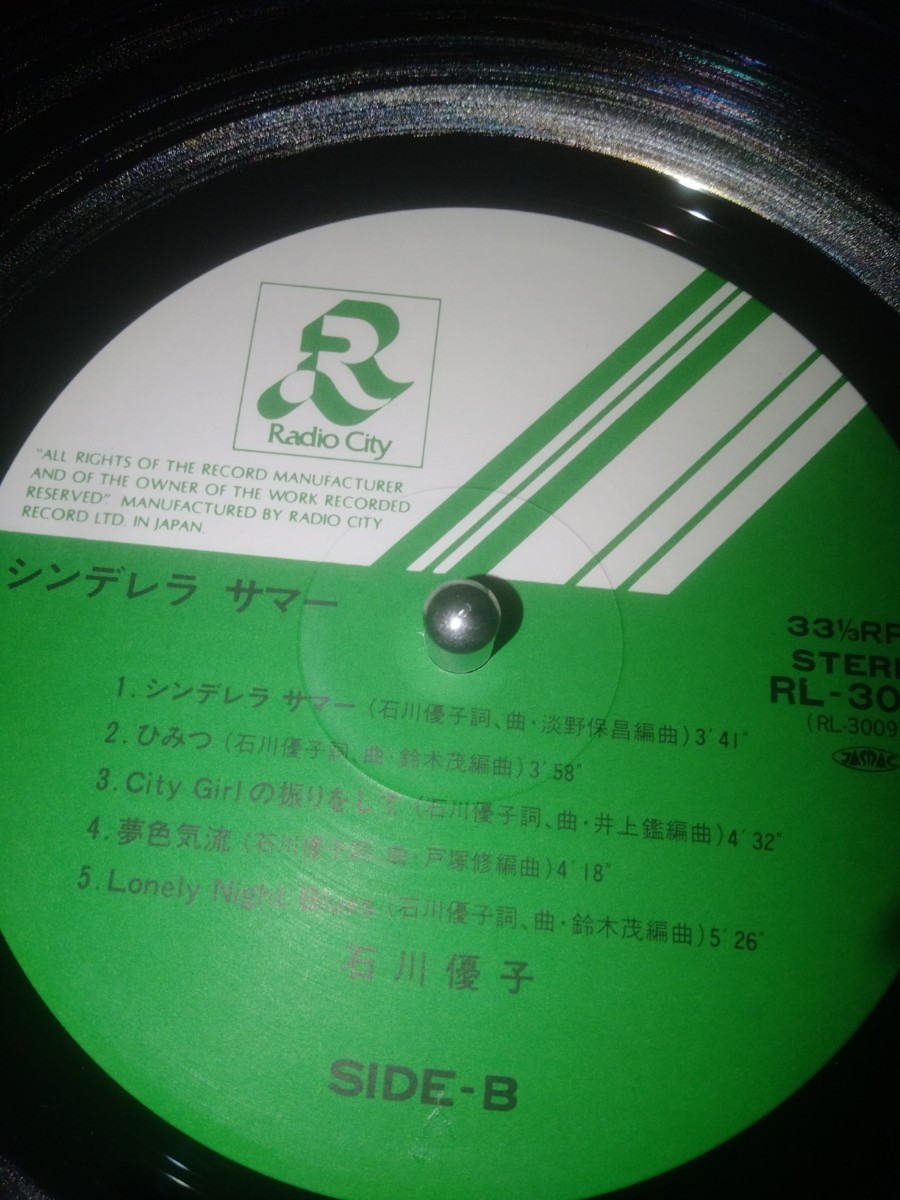 Radio City
"ALL RIGHTS OF THE RECORD MANUFACTURER
AND OF THE OWNER OF THE WORK RECORDED
RESERVED". MANUFACTURED BY RADIO CITY
RECORD LTD. IN JAPAN.
シンデレラ サマー
33⅓RP
STERE
RL-30
(RL-3009
JASRAC
1. シンデレラ サマー (石川優子詞、曲・淡野保昌編曲)3′41″
2. ひみつ (石川優子詞、曲・鈴木茂編曲)3′58″
3. City Girlの振りをして (石川優子詞、曲・井上鑑編曲)4′32″
4. 夢色気流 (石川優子詞、曲・戸塚修編曲)4′18″
5. Lonely Night Blues (石川優子詞、曲・鈴木茂編曲)5′26″
石川優子
SIDE-B